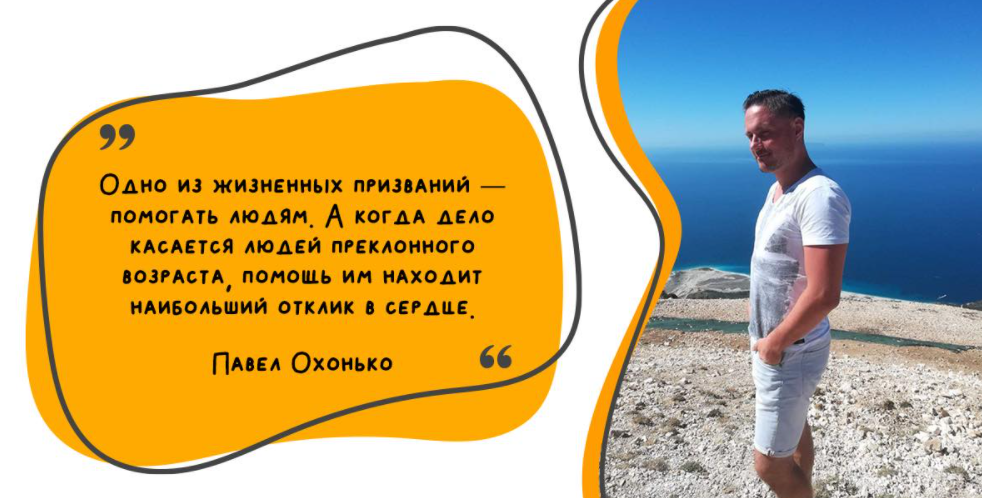 ”
Одно из жизненных призваний —
помогать людям. А когда дело
касается людей преклонного
возраста, помощь им находит
наибольший отклик в сердце.
Павел Охонько
“